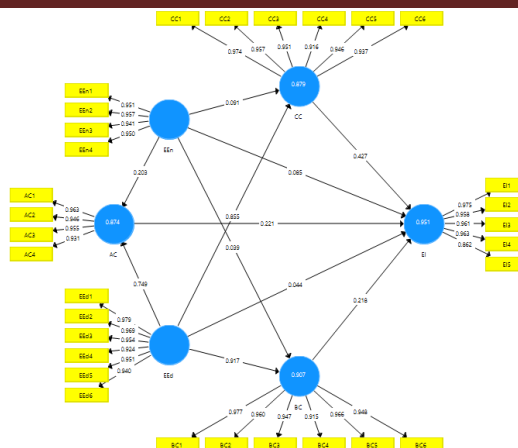 CC1 CC2 CC3 CC4 CC5 CC6
0.974 0.957 0.951 0.916 0.946 0.937
0.879
CC
EEn1
EEn2
EEn3
EEn4
0.951
0.957
0.941
0.950
EEn
0.091
0.427
0.203
0.085
AC1
AC2
AC3
AC4
0.963
0.946
0.955
0.931
0.874
AC
0.855
0.221
0.039
0.951
EI
0.975
0.958
0.961
0.963
0.862
EI1
EI2
EI3
EI4
EI5
0.749
0.044
0.218
EEd1
EEd2
EEd3
EEd4
EEd5
EEd6
0.979
0.969
0.954
0.924
0.951
0.940
EEd
0.917
0.907
BC
0.977 0.960 0.947 0.915 0.966 0.949
BC1 BC2 BC3 BC4 BC5 BC6